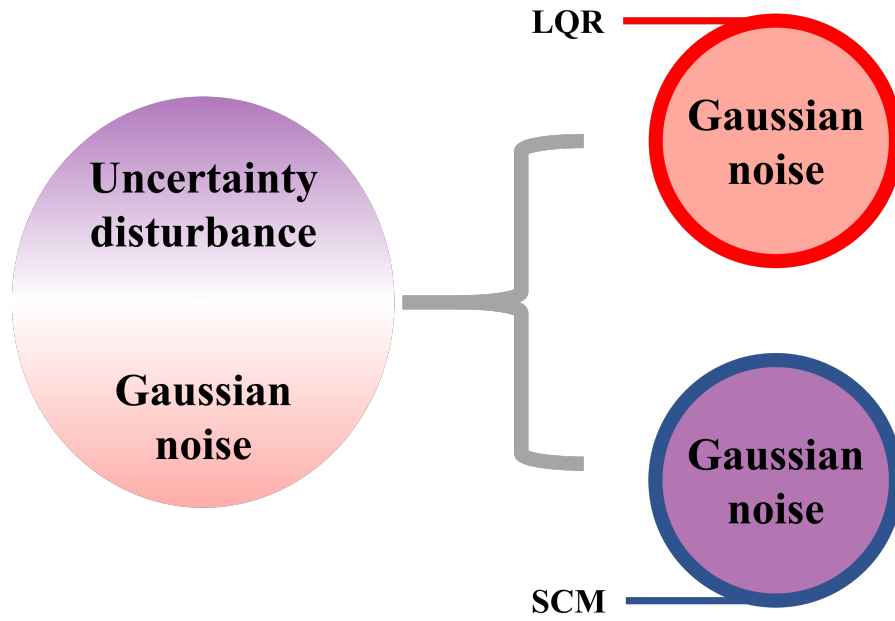 Uncertainty
disturbance
Gaussian
noise
LQR
Gaussian
noise
Gaussian
noise
SCM